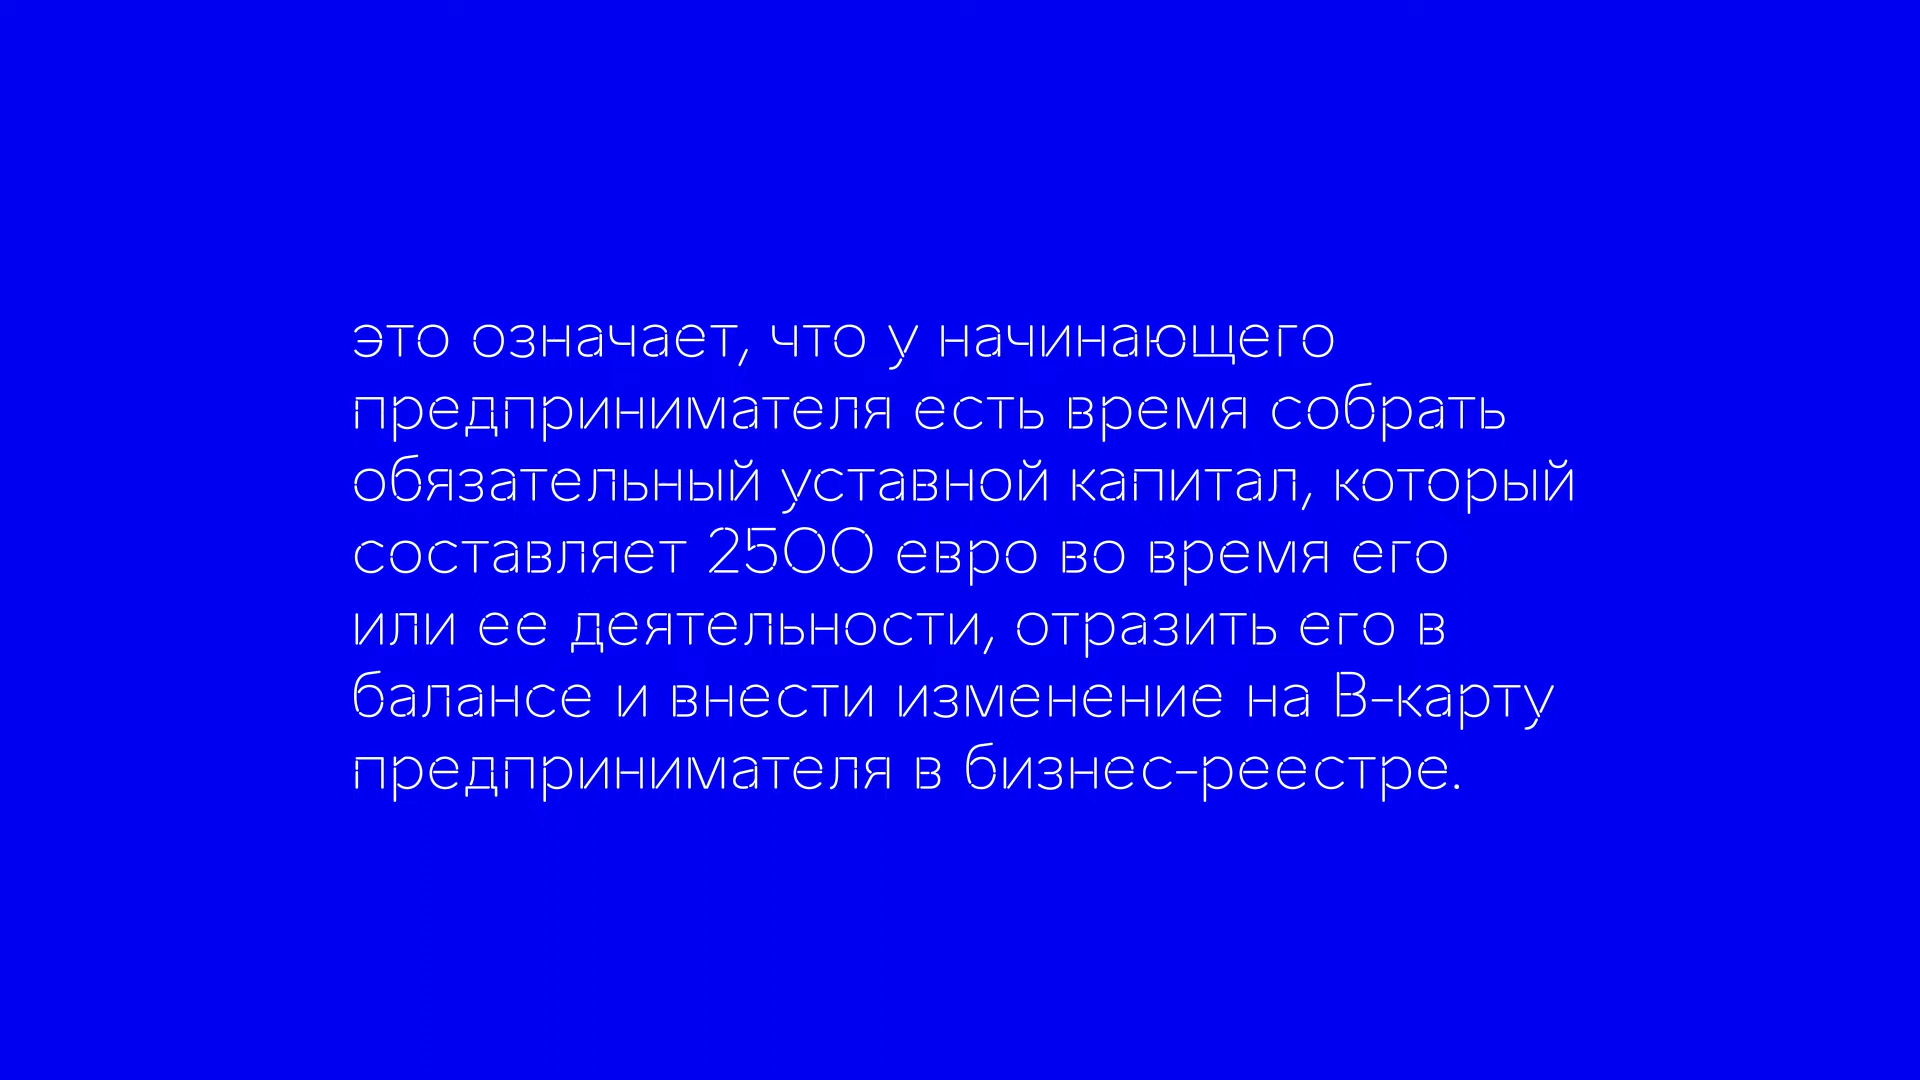 это означает, что у начинающего
предпринимателя есть время собрать
обязательный уставной капитал, который
составляет 2500 евро во время его
или ее деятельности, отразить его в
балансе и внести изменение на В-карту
предпринимателя в бизнес-реестре.